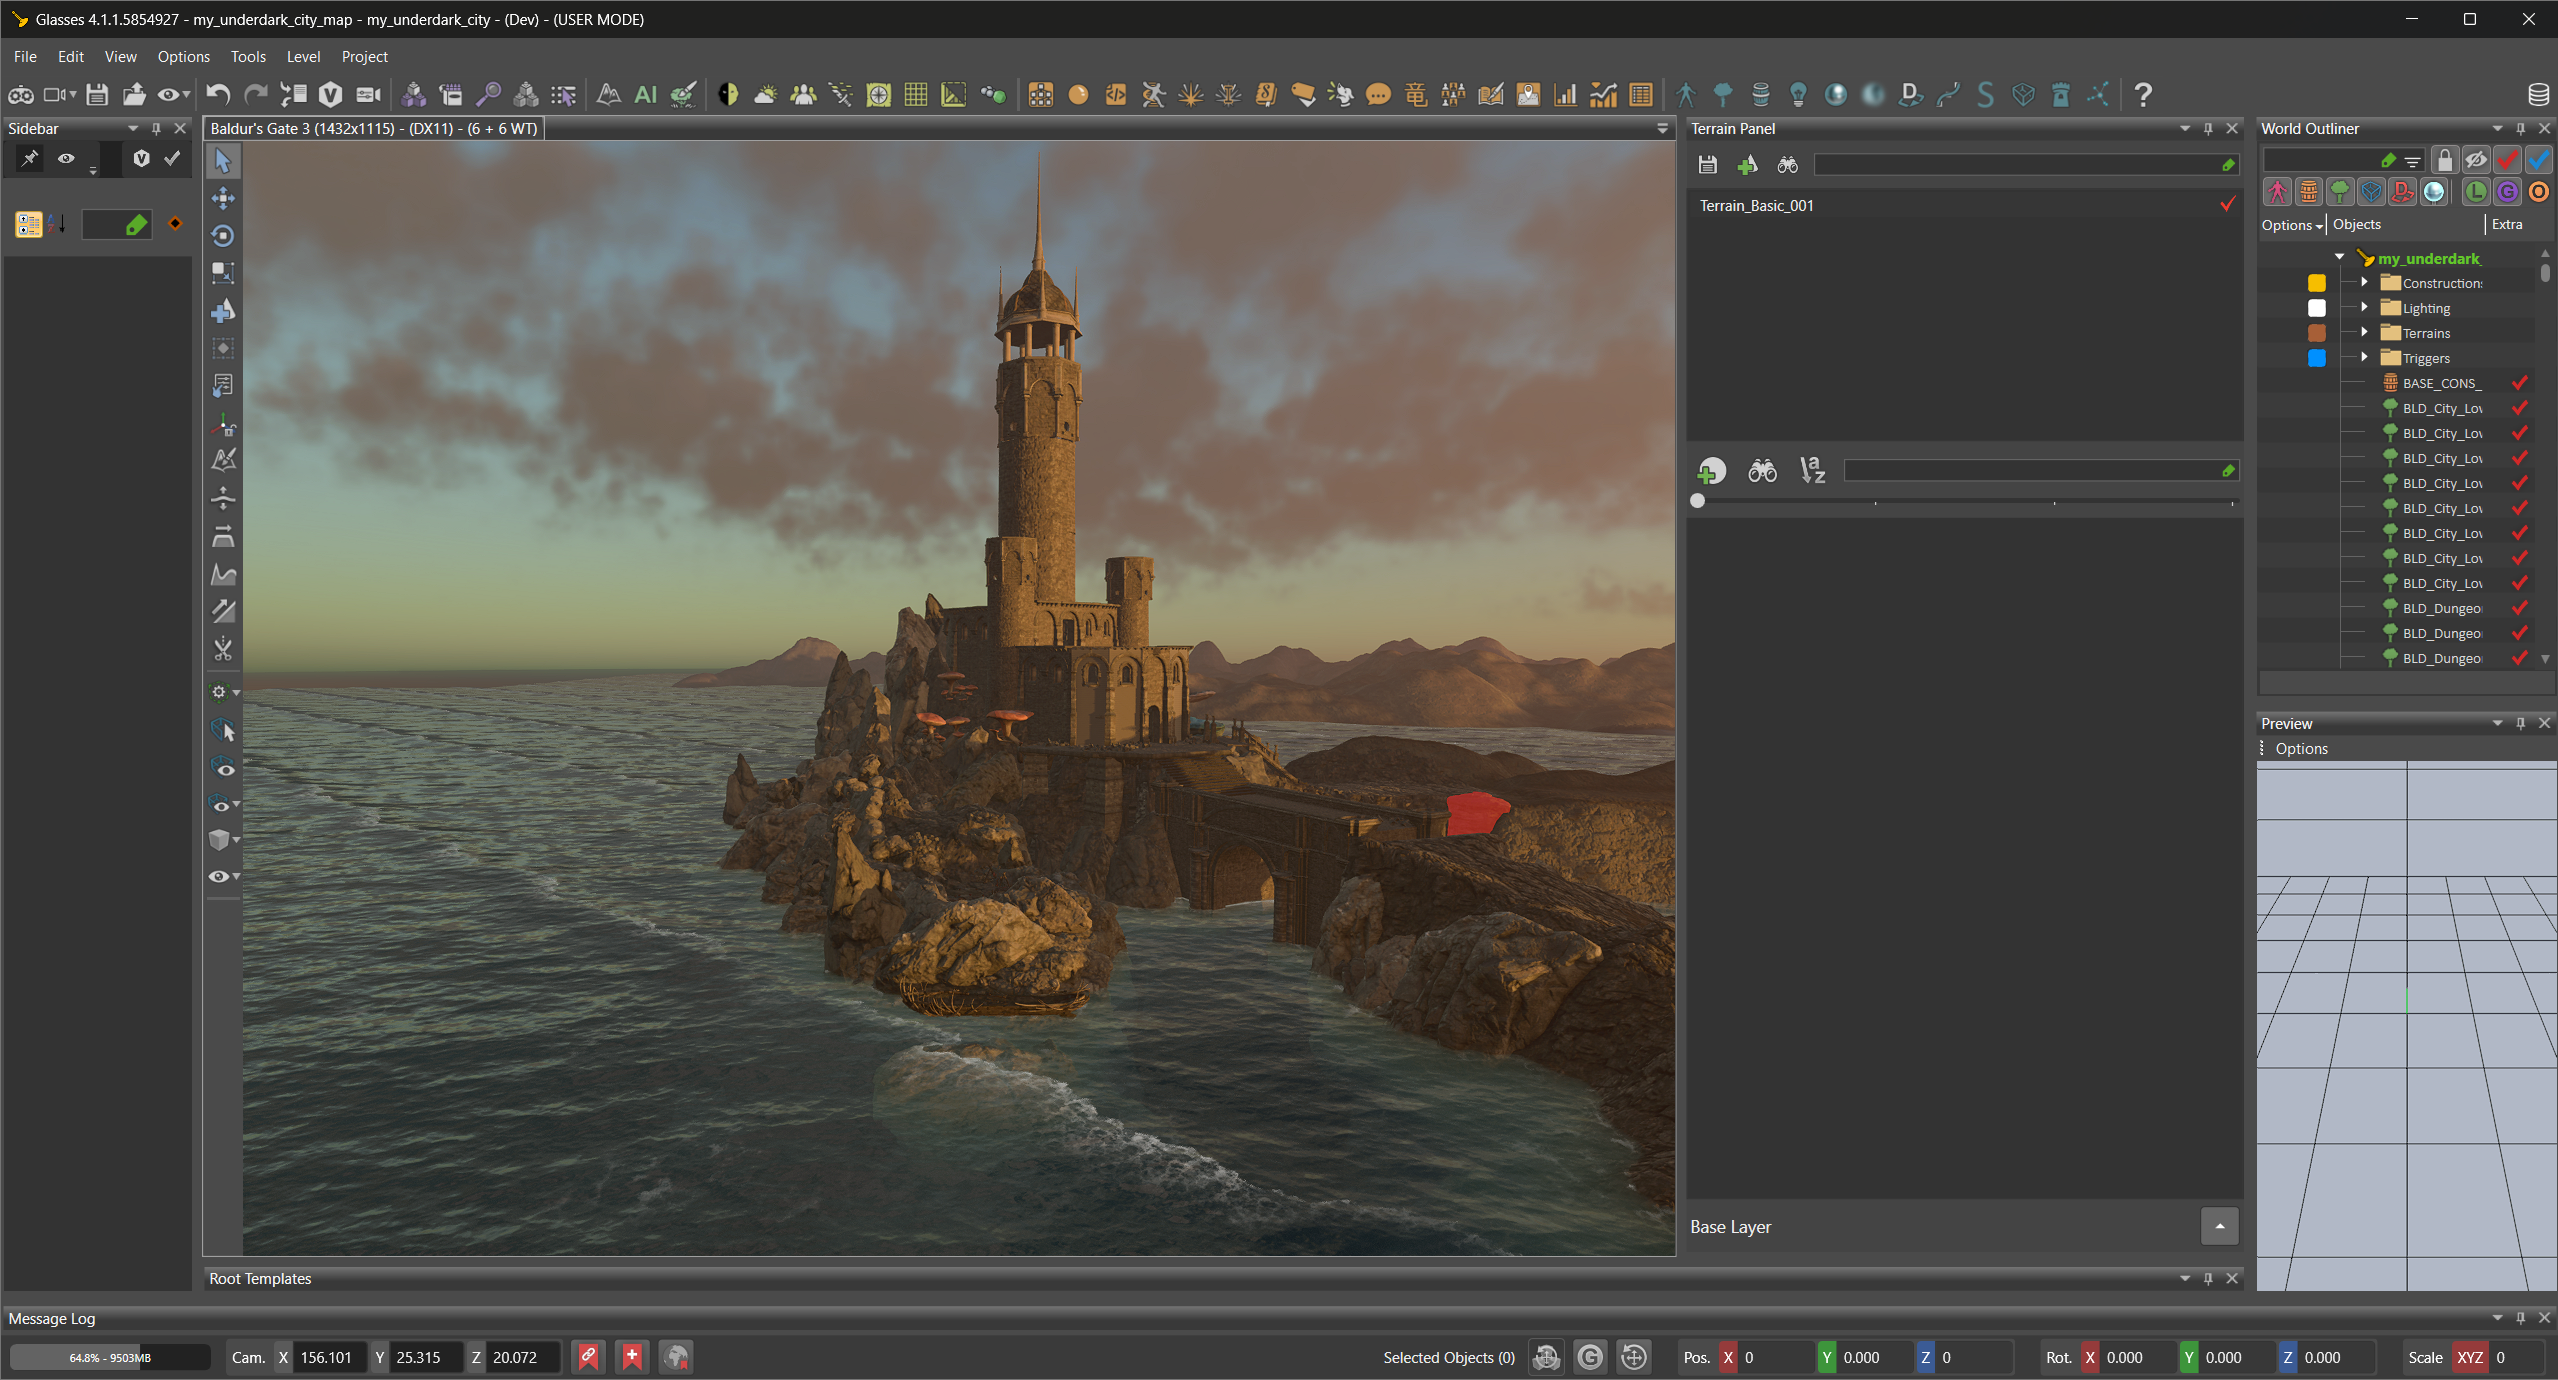 Glasses 4.1.1.5854927 - my_underdark_city_map - my_underdark_city - (Dev) - (USER MODE)
File Edit View Options Tools Level Project
AI
Sidebar
Baldur's Gate 3 (1432x1115) - (DX11) - (6 + 6 WT)
Terrain Panel
World Outliner
Terrain_Basic_001
Options Objects Extra
my_underdark_
Constructions
Lighting
Terrains
Triggers
BASE_CONS_
BLD_City_Lov
BLD_City_Lov
BLD_City_Lov
BLD_City_Lov
BLD_City_Lov
BLD_City_Lov
BLD_City_Lov
BLD_City_Lov
BLD_Dungeo
BLD_Dungeo
BLD_Dungeo
Preview
Options
Base Layer
Root Templates
Message Log
64.8% - 9503MB
Cam. X 156.101 Y 25.315 Z 20.072
Selected Objects (0)
G
Pos. X 0 Y 0.000 Z 0
Rot. X 0.000 Y 0.000 Z 0.000
Scale XYZ 0